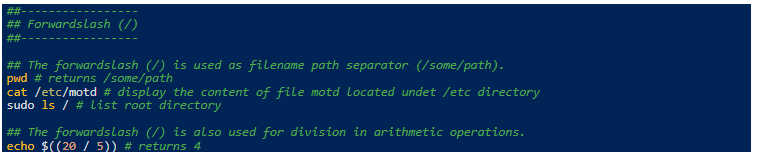 ##-----------------
## Forwardslash (/)
##-----------------
## The forwardslash (/) is used as filename path separator (/some/path).
pwd # returns /some/path
cat /etc/motd # display the content of file motd located undet /etc directory
sudo ls / # list root directory
## The forwardslash (/) is also used for division in arithmetic operations.
echo $((20 / 5)) # returns 4